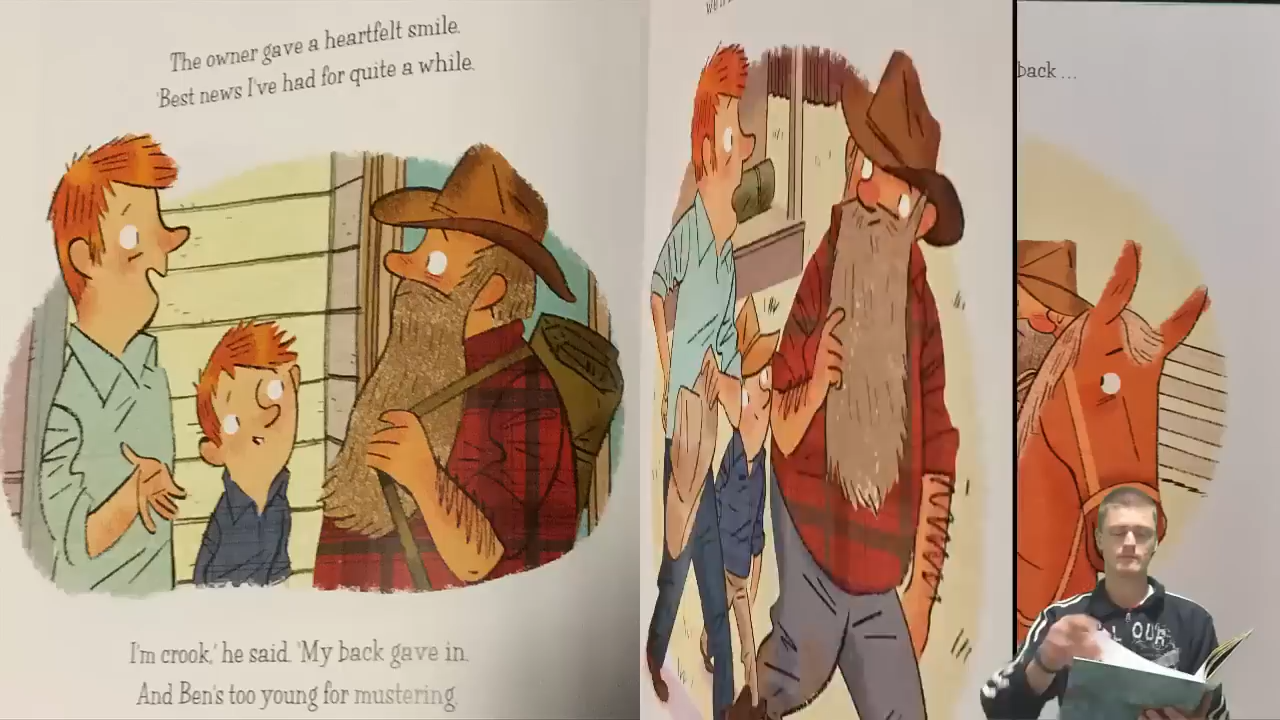 The owner gave a heartfelt smile.
'Best news I've had for quite a while.
I'm crook,' he said. 'My back gave in.
And Ben's too young for mustering.
back ...